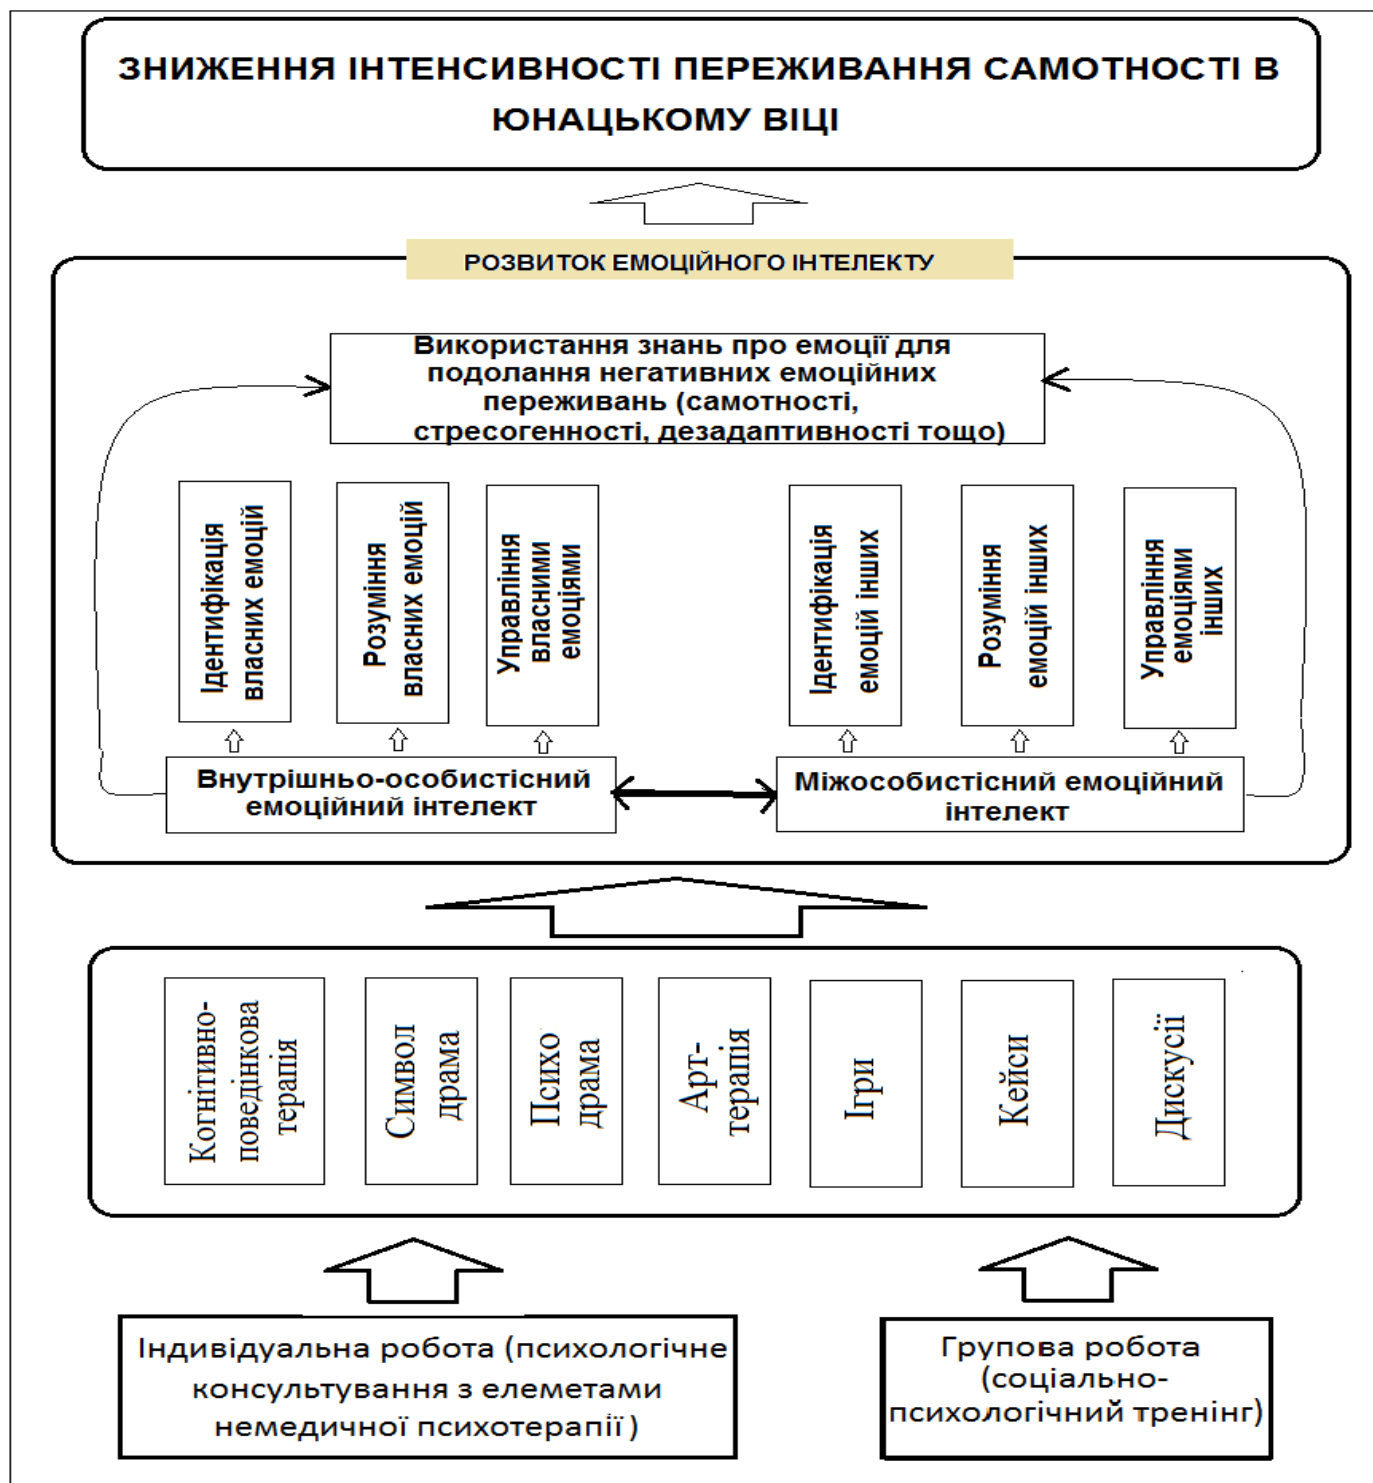 ЗНИЖЕННЯ ІНТЕНСИВНОСТІ ПЕРЕЖИВАННЯ САМОТНОСТІ В
ЮНАЦЬКОМУ ВІЦІ
РОЗВИТОК ЕМОЦІЙНОГО ІНТЕЛЕКТУ
Використання знань про емоції для
подолання негативних емоційних
переживань (самотності,
стресогенності, дезадаптивності тощо)
Ідентифікація
власних емоцій
Розуміння
власних емоцій
Управління
власними
емоціями
Ідентифікація
емоцій інших
Розуміння
емоцій інших
Управління
емоціями
інших
Внутрішньо-особистісний
емоційний інтелект
Міжособистісний емоційний
інтелект
Когнітивно-
поведінкова
терапія
Символ
драма
Психо
драма
Арт-
терапія
Ігри
Кейси
Дискусії
Індивідуальна робота (психологічне
консультування з елеметами
немедичної психотерапії)
Групова робота
(соціально-
психологічний тренінг)